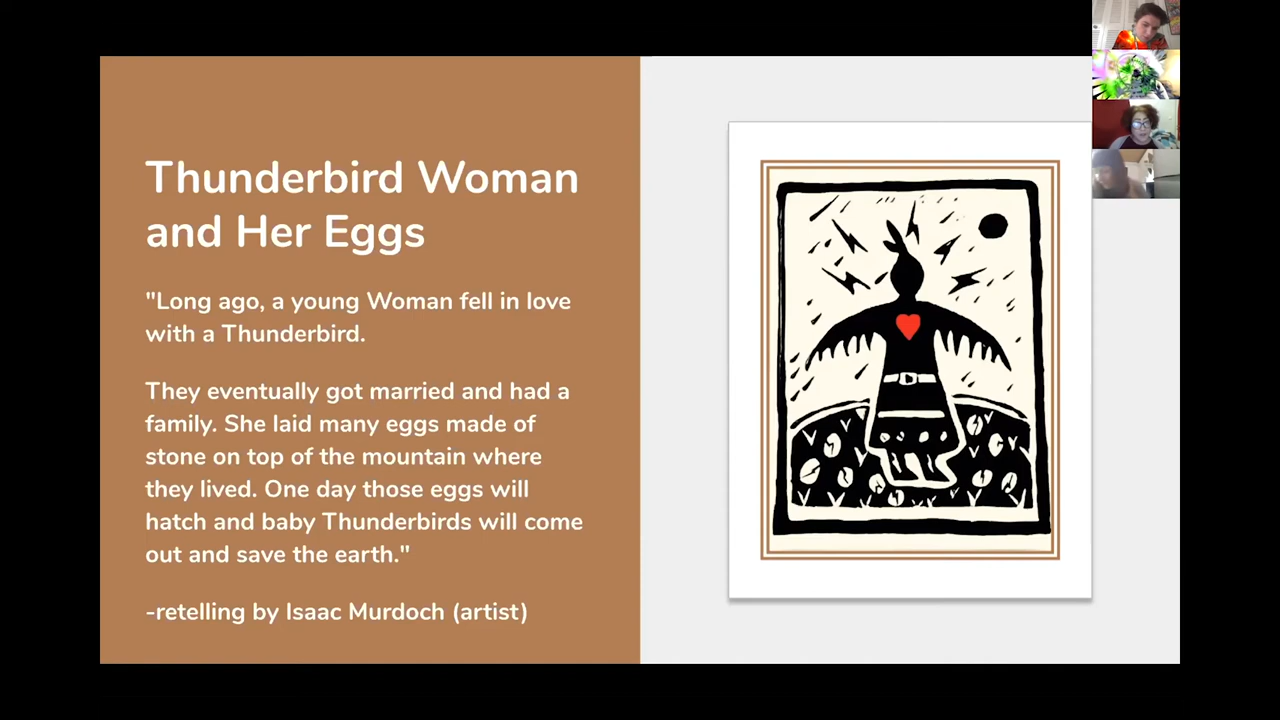 Thunderbird Woman
and Her Eggs
"Long ago, a young Woman fell in love
with a Thunderbird.
They eventually got married and had a
family. She laid many eggs made of
stone on top of the mountain where
they lived. One day those eggs will
hatch and baby Thunderbirds will come
out and save the earth."
-retelling by Isaac Murdoch (artist)